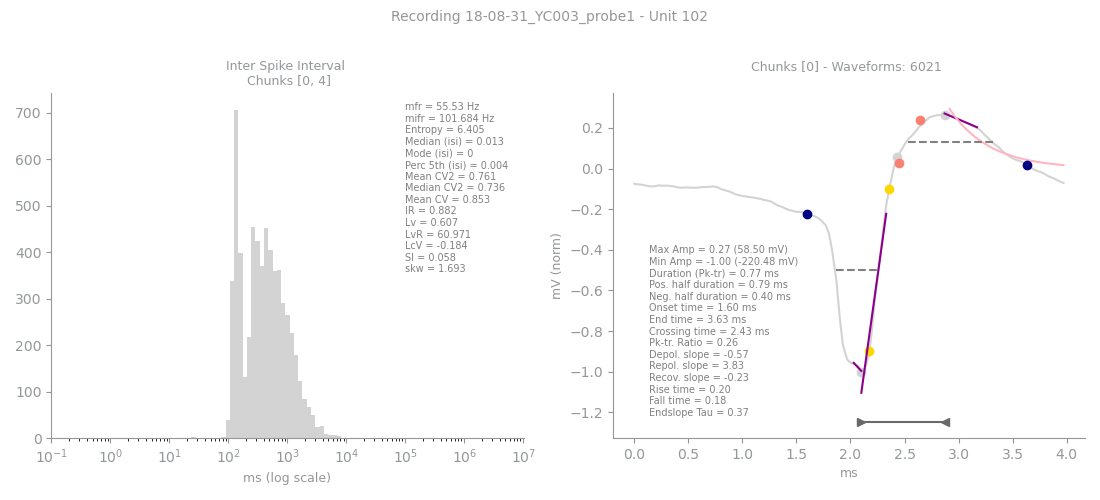 Recording 18-08-31_YC003_probe1 - Unit 102
Inter Spike Interval
Chunks [0, 4]
700
600
500
400
300
200
100
0
mfr = 55.53 Hz
mifr = 101.684 Hz
Entropy = 6.405
Median (isi) = 0.013
Mode (isi) = 0
Perc 5th (isi) = 0.004
Mean CV2 = 0.761
Median CV2 = 0.736
Mean CV = 0.853
IR = 0.882
Lv = 0.607
LvR = 60.971
LcV = -0.184
SI = 0.058
skw = 1.693
10⁻¹ 10⁰ 10¹ 10² 10³ 10⁴ 10⁵ 10⁶ 10⁷
ms (log scale)
Chunks [0] - Waveforms: 6021
mV (norm)
0.2
0.0
−0.2
−0.4
−0.6
−0.8
−1.0
−1.2
Max Amp = 0.27 (58.50 mV)
Min Amp = -1.00 (-220.48 mV)
Duration (Pk-tr) = 0.77 ms
Pos. half duration = 0.79 ms
Neg. half duration = 0.40 ms
Onset time = 1.60 ms
End time = 3.63 ms
Crossing time = 2.43 ms
Pk-tr. Ratio = 0.26
Depol. slope = -0.57
Repol. slope = 3.83
Recov. slope = -0.23
Rise time = 0.20
Fall time = 0.18
Endslope Tau = 0.37
0.0 0.5 1.0 1.5 2.0 2.5 3.0 3.5 4.0
ms